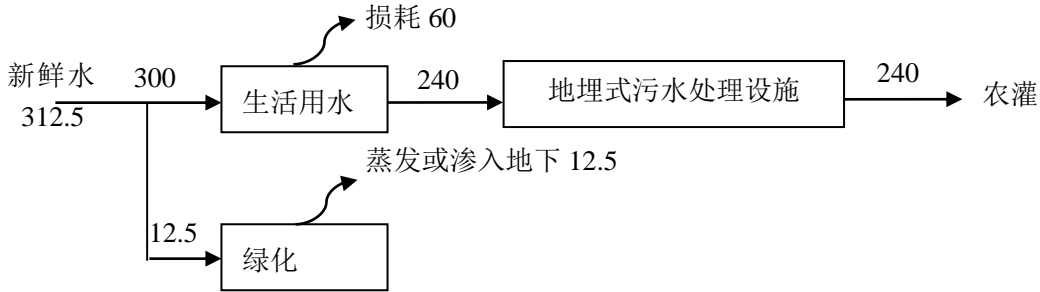 损耗 60
新鲜水
300
240
240
312.5
生活用水
地埋式污水处理设施
农灌
蒸发或渗入地下 12.5
12.5
绿化